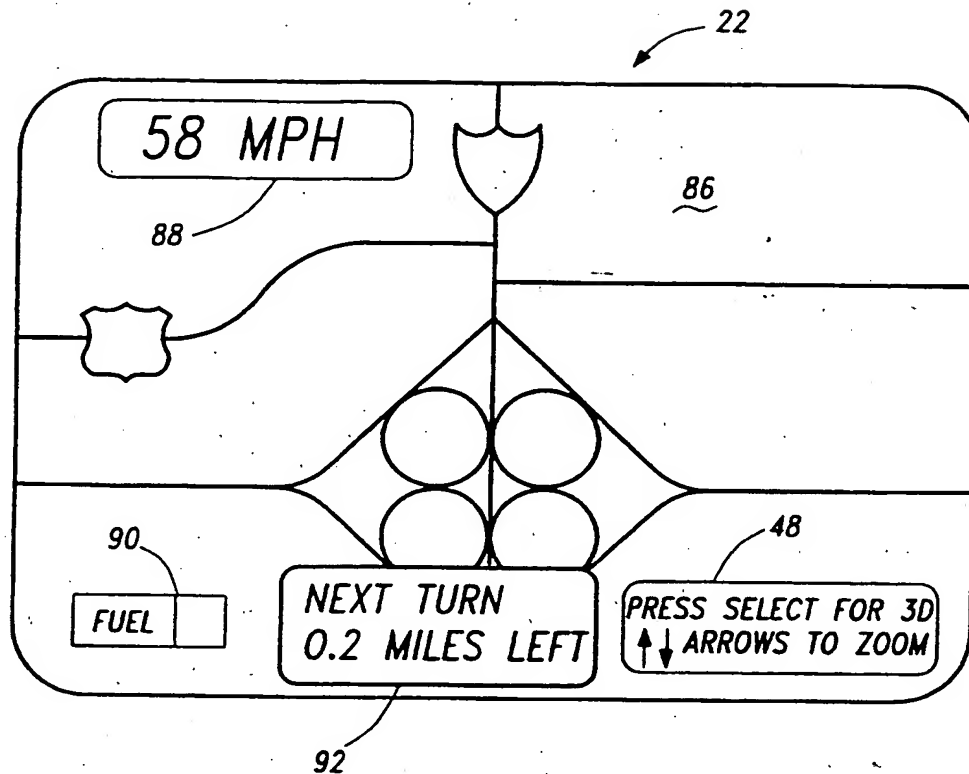 22
58 MPH
88
86
90
48
FUEL
NEXT TURN
0.2 MILES LEFT
PRESS SELECT FOR 3D
↑↓ ARROWS TO ZOOM
92